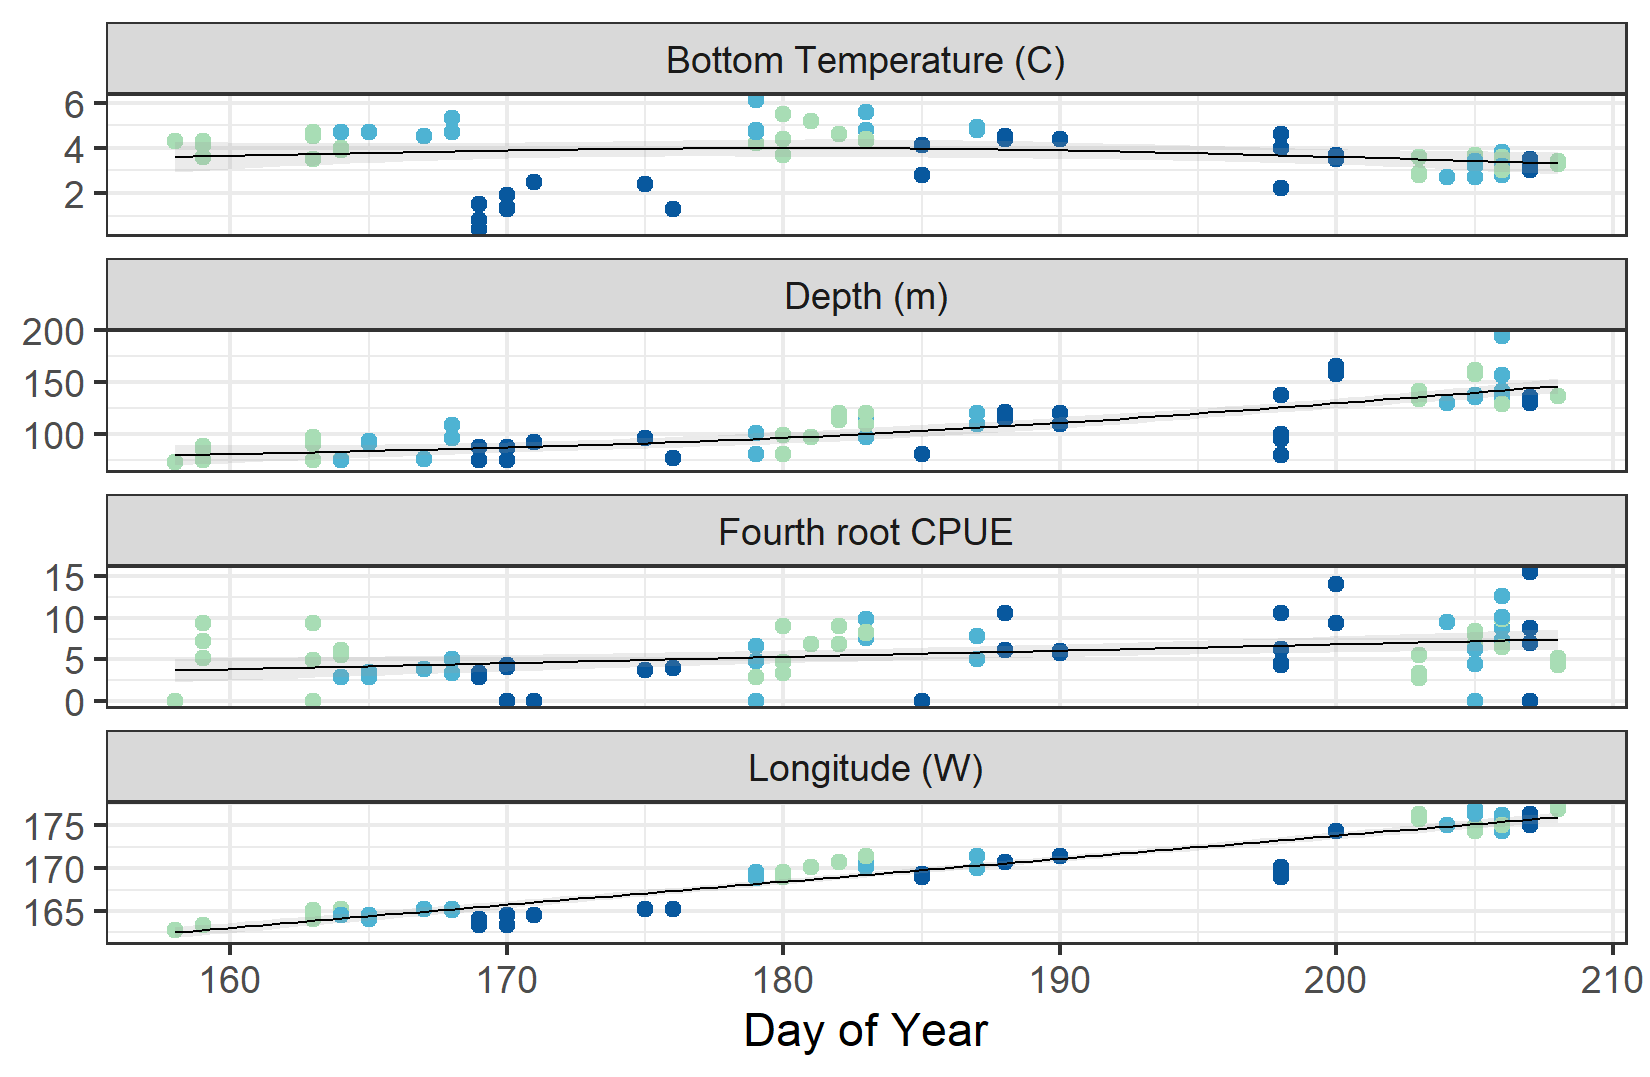 Bottom Temperature (C)
6
4
2
Depth (m)
200
150
100
Fourth root CPUE
15
10
5
0
Longitude (W)
175
170
165
160 170 180 190 200 210
Day of Year